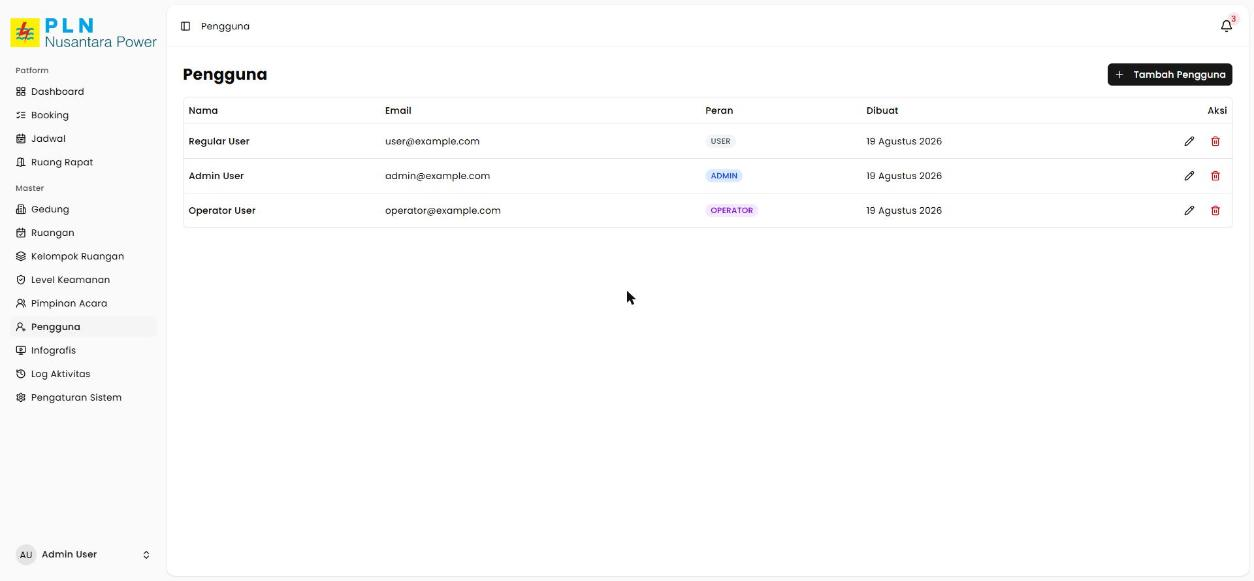 PLN
Nusantara Power
Patform
Dashboard
Booking
Jadwal
Ruang Rapat
Master
Gedung
Ruangan
Kelompok Ruangan
Level Keamanan
Pimpinan Acara
Pengguna
Infografis
Log Aktivitas
Pengaturan Sistem
AU Admin User
Pengguna
3
Pengguna
+ Tambah Pengguna
Nama Email Peran Dibuat Aksi
Regular User user@example.com USER 19 Agustus 2026
Admin User admin@example.com ADMIN 19 Agustus 2026
Operator User operator@example.com OPERATOR 19 Agustus 2026